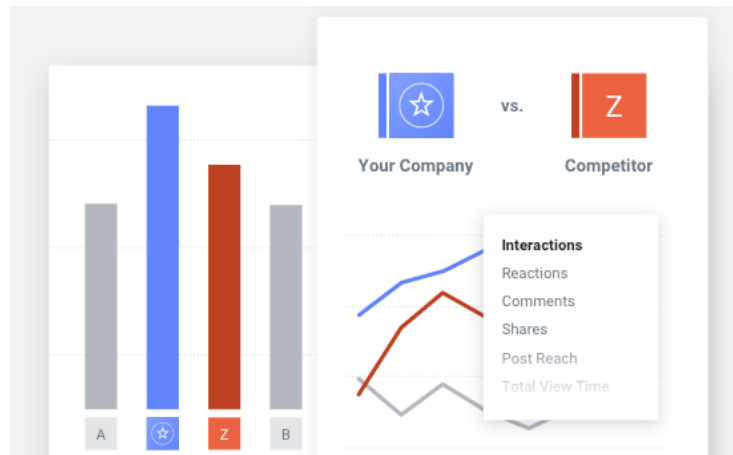 vs.
Z
Your Company
Competitor
Interactions
Reactions
Comments
Shares
Post Reach
Total View Time
A
Z
B